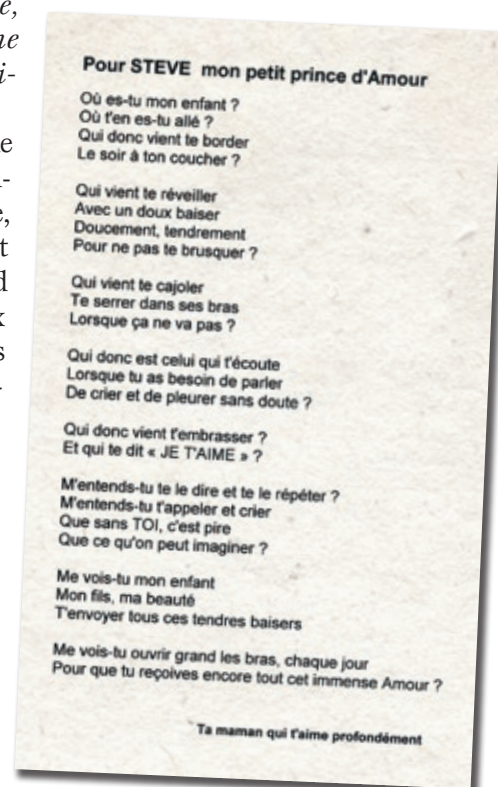 Pour STEVE mon petit prince d'Amour
Où es-tu mon enfant ?
Où t'en es-tu allé ?
Qui donc vient te border
Le soir à ton coucher ?
Qui vient te réveiller
Avec un doux baiser
Doucement, tendrement
Pour ne pas te brusquer ?
Qui vient te cajoler
Te serrer dans ses bras
Lorsque ça ne va pas ?
Qui donc est celui qui t'écoute
Lorsque tu as besoin de parler
De crier et de pleurer sans doute ?
Qui donc vient t'embrasser ?
Et qui te dit « JE T'AIME » ?
M'entends-tu te le dire et te le répéter ?
M'entends-tu t'appeler et crier
Que sans TOI, c'est pire
Que ce qu'on peut imaginer ?
Me vois-tu mon enfant
Mon fils, ma beauté
T'envoyer tous ces tendres baisers
Me vois-tu ouvrir grand les bras, chaque jour
Pour que tu reçoives encore tout cet immense Amour ?
Ta maman qui t'aime profondément